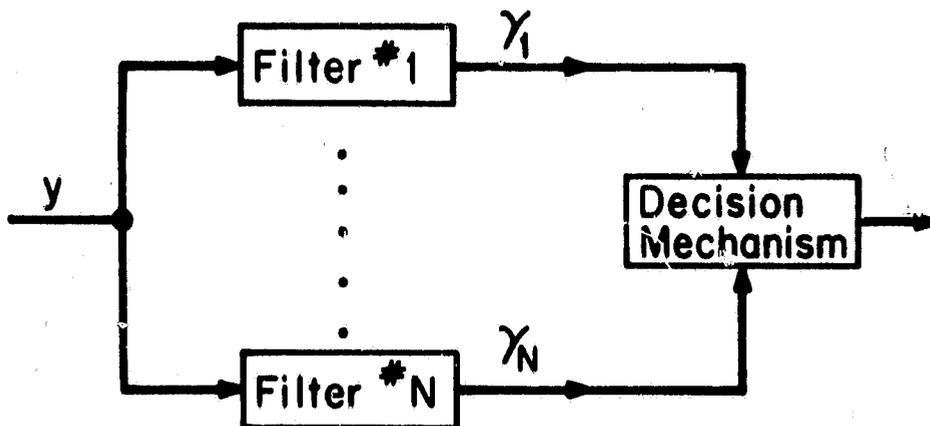 Filter #1
γ1
y
Decision
Mechanism
Filter #N
γN